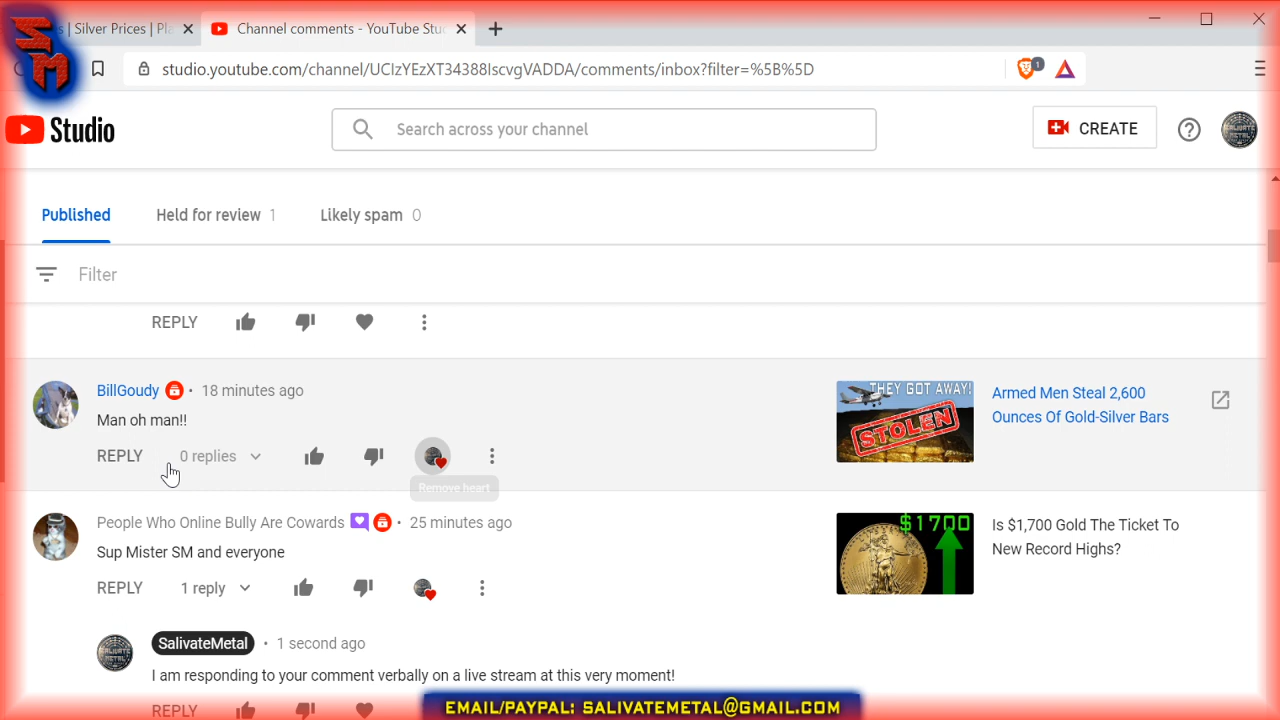 SM
s | Silver Prices | Pl
Channel comments - YouTube Stu
studio.youtube.com/channel/UCIzYEzXT34388IscvgVADDA/comments/inbox?filter=%5B%5D
1
Studio
Search across your channel
CREATE
SALIVATE METAL
Published
Held for review 1
Likely spam 0
Filter
REPLY
BillGoudy • 18 minutes ago
Man oh man!!
REPLY 0 replies
Remove heart
THEY GOT AWAY!
STOLEN
Armed Men Steal 2,600
Ounces Of Gold-Silver Bars
People Who Online Bully Are Cowards • 25 minutes ago
Sup Mister SM and everyone
REPLY 1 reply
$1700
Is $1,700 Gold The Ticket To
New Record Highs?
SalivateMetal • 1 second ago
I am responding to your comment verbally on a live stream at this very moment!
REPLY
EMAIL/PAYPAL: SALIVATEMETAL@GMAIL.COM